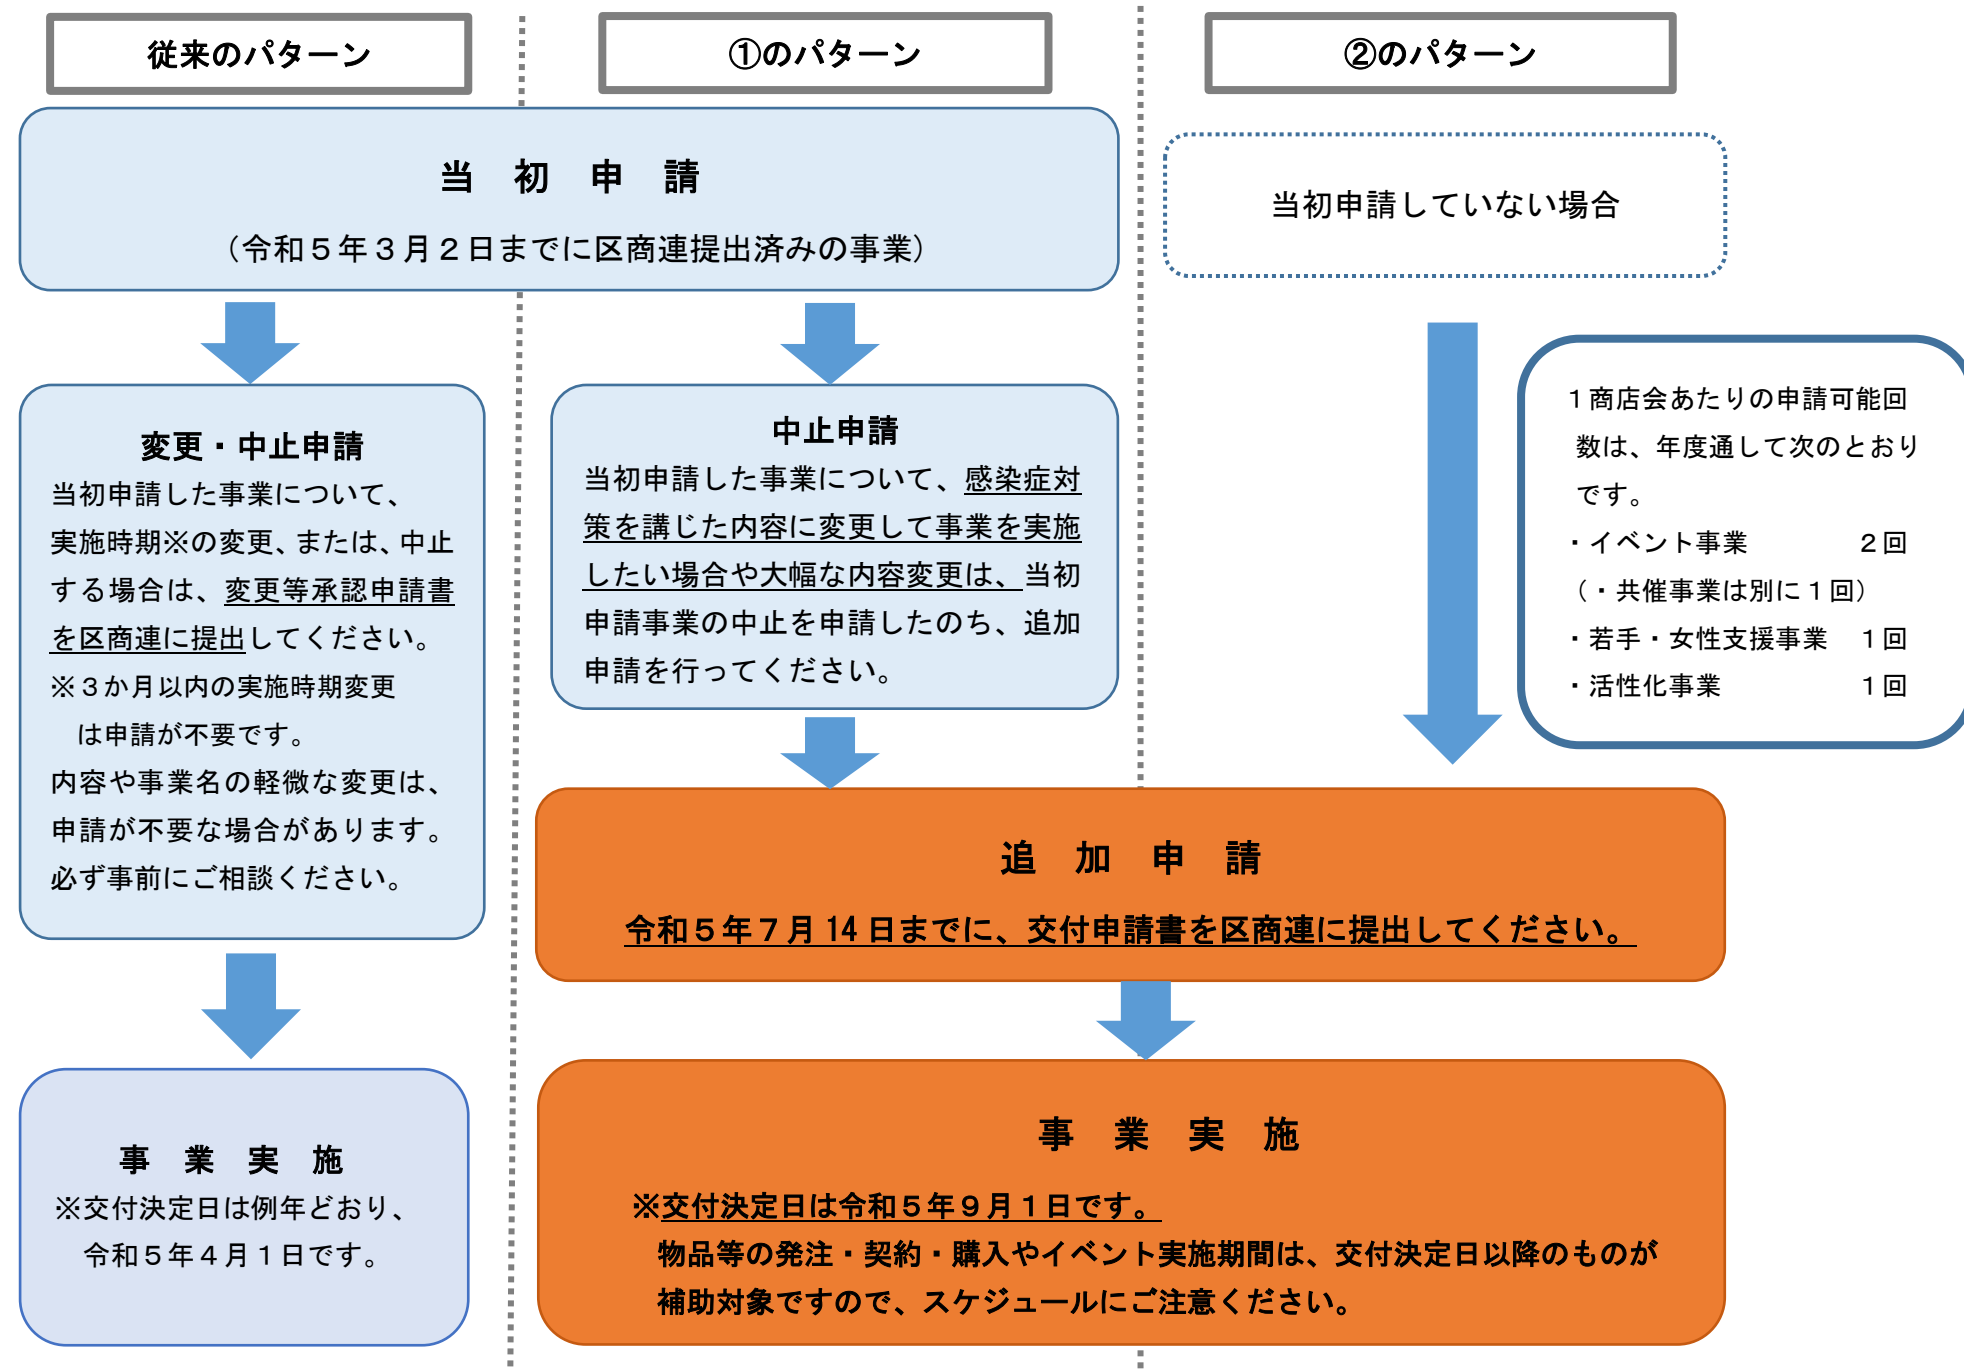 従来のパターン
①のパターン
②のパターン
当　初　申　請
（令和５年３月２日までに区商連提出済みの事業）
当初申請していない場合
変更・中止申請
当初申請した事業について、
実施時期※の変更、または、中止
する場合は、変更等承認申請書
を区商連に提出してください。
※３か月以内の実施時期変更
は申請が不要です。
内容や事業名の軽微な変更は、
申請が不要な場合があります。
必ず事前にご相談ください。
中止申請
当初申請した事業について、感染症対
策を講じた内容に変更して事業を実施
したい場合や大幅な内容変更は、当初
申請事業の中止を申請したのち、追加
申請を行ってください。
１商店会あたりの申請可能回
数は、年度通して次のとおり
です。
・イベント事業　　　　２回
（・共催事業は別に１回）
・若手・女性支援事業　１回
・活性化事業　　　　　１回
追　加　申　請
令和５年７月14日までに、交付申請書を区商連に提出してください。
事　業　実　施
※交付決定日は例年どおり、
令和５年４月１日です。
事　業　実　施
※交付決定日は令和５年９月１日です。
物品等の発注・契約・購入やイベント実施期間は、交付決定日以降のものが
補助対象ですので、スケジュールにご注意ください。